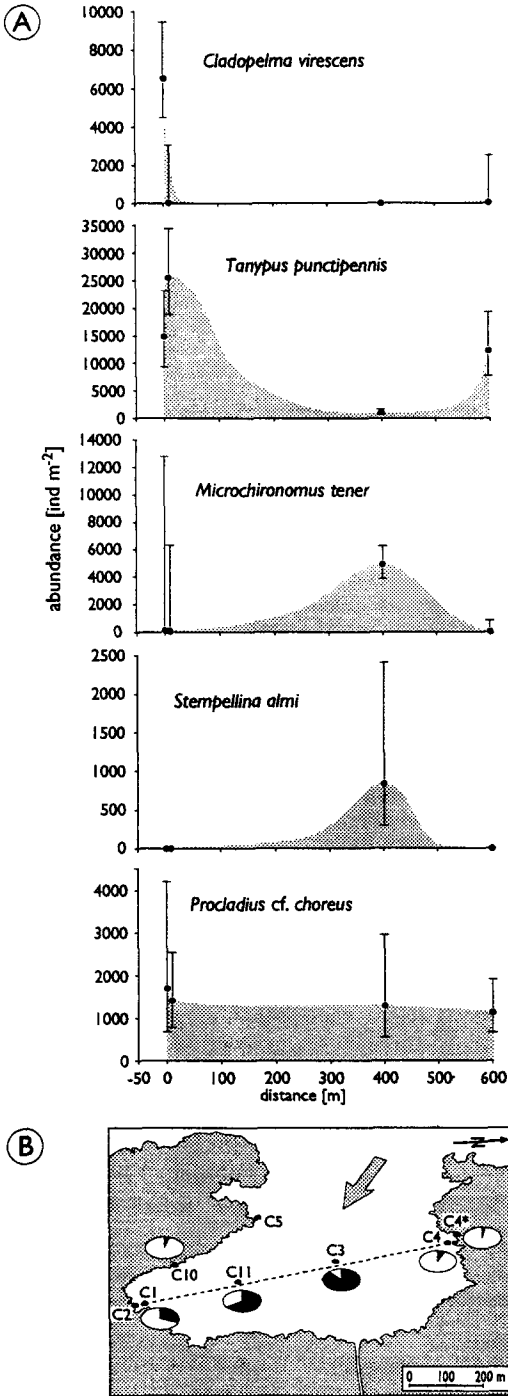 A
10000
8000
6000
4000
2000
0
Cladopelma virescens
35000
30000
25000
20000
15000
10000
5000
0
Tanypus punctipennis
abundance [ind m⁻²]
14000
12000
10000
8000
6000
4000
2000
0
Microchironomus tener
2500
2000
1500
1000
500
0
Stempellina almi
4000
3000
2000
1000
0
Procladius cf. choreus
-50 0 100 200 300 400 500 600
distance [m]
B
N
C5
C4*
C3
C4
C10
C11
C2 C1
0 100 200 m